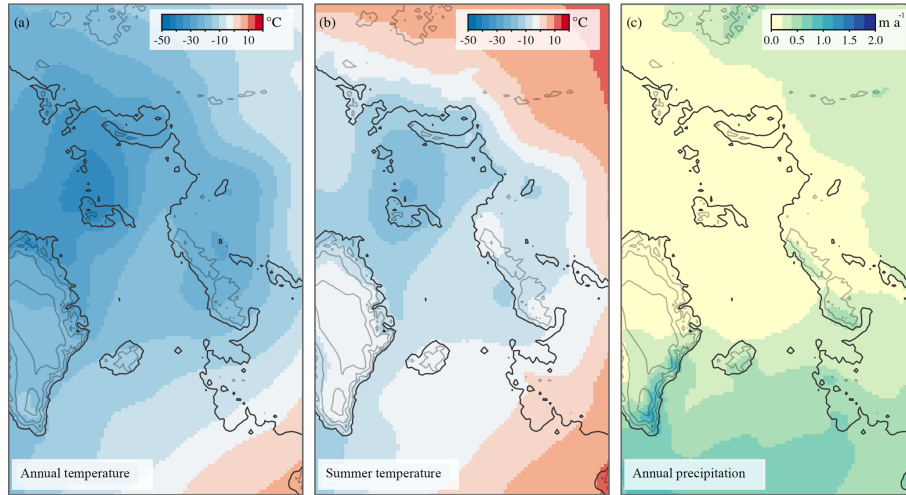 (a)
°C
-50 -30 -10 10
Annual temperature
(b)
°C
-50 -30 -10 10
Summer temperature
(c)
m a⁻¹
0.0 0.5 1.0 1.5 2.0
Annual precipitation